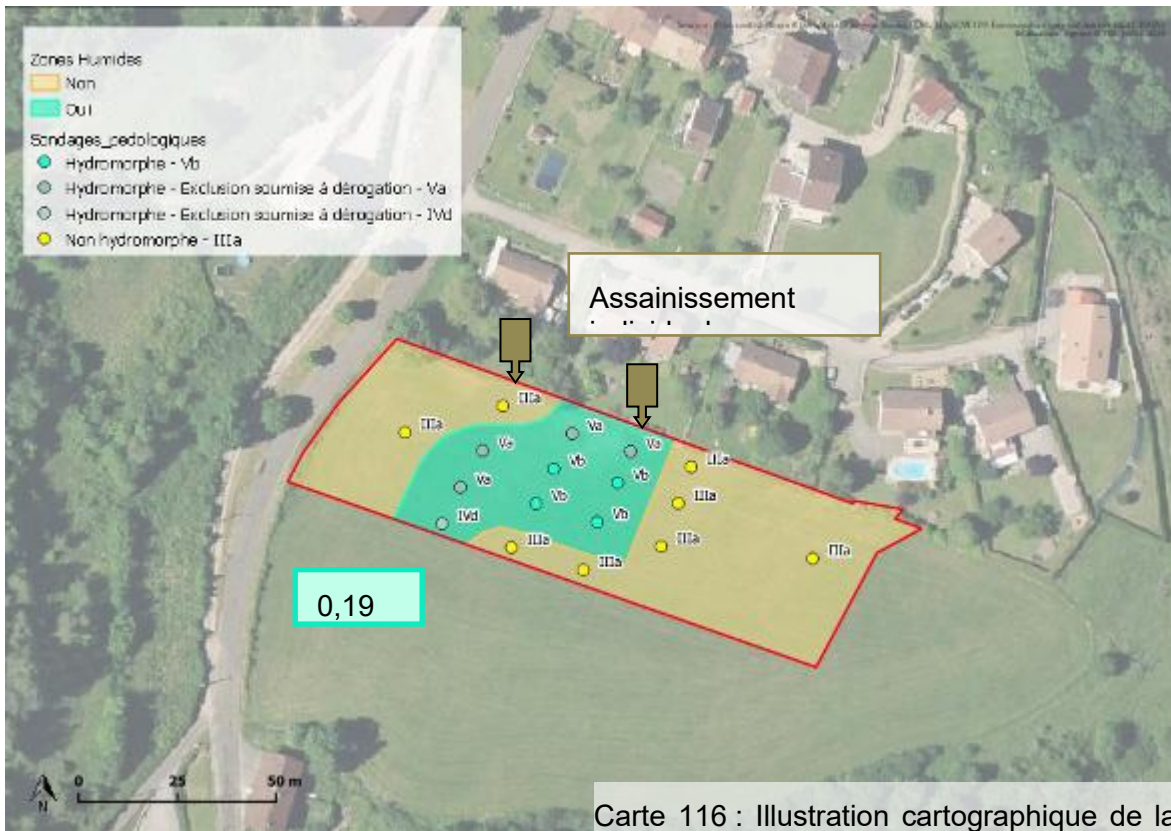 Zones Humides
Non
Oui
Sondages_pedologiques
Hydromorphe - Vb
Hydromorphe - Exclusion soumise à dérogation - Va
Hydromorphe - Exclusion soumise à dérogation - IVd
Non hydromorphe - IIIa
Assainissement
IIIa
IIIa
Va
Va
Va
IIIa
Vb
Vb
Va
Vb
IIIa
IVd
Vb
IIIa
IIIa
IIIa
IIIa
0,19
0 25 50 m
N
Carte 116 : Illustration cartographique de la